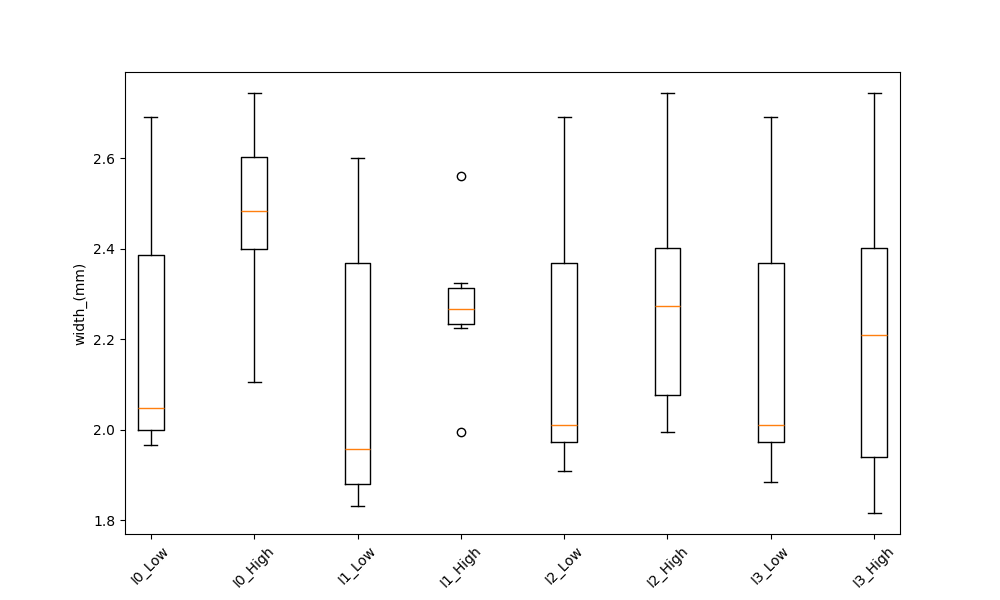 2.6
2.4
2.2
2.0
1.8
width_(mm)
I0_Low
I0_High
I1_Low
I1_High
I2_Low
I2_High
I3_Low
I3_High